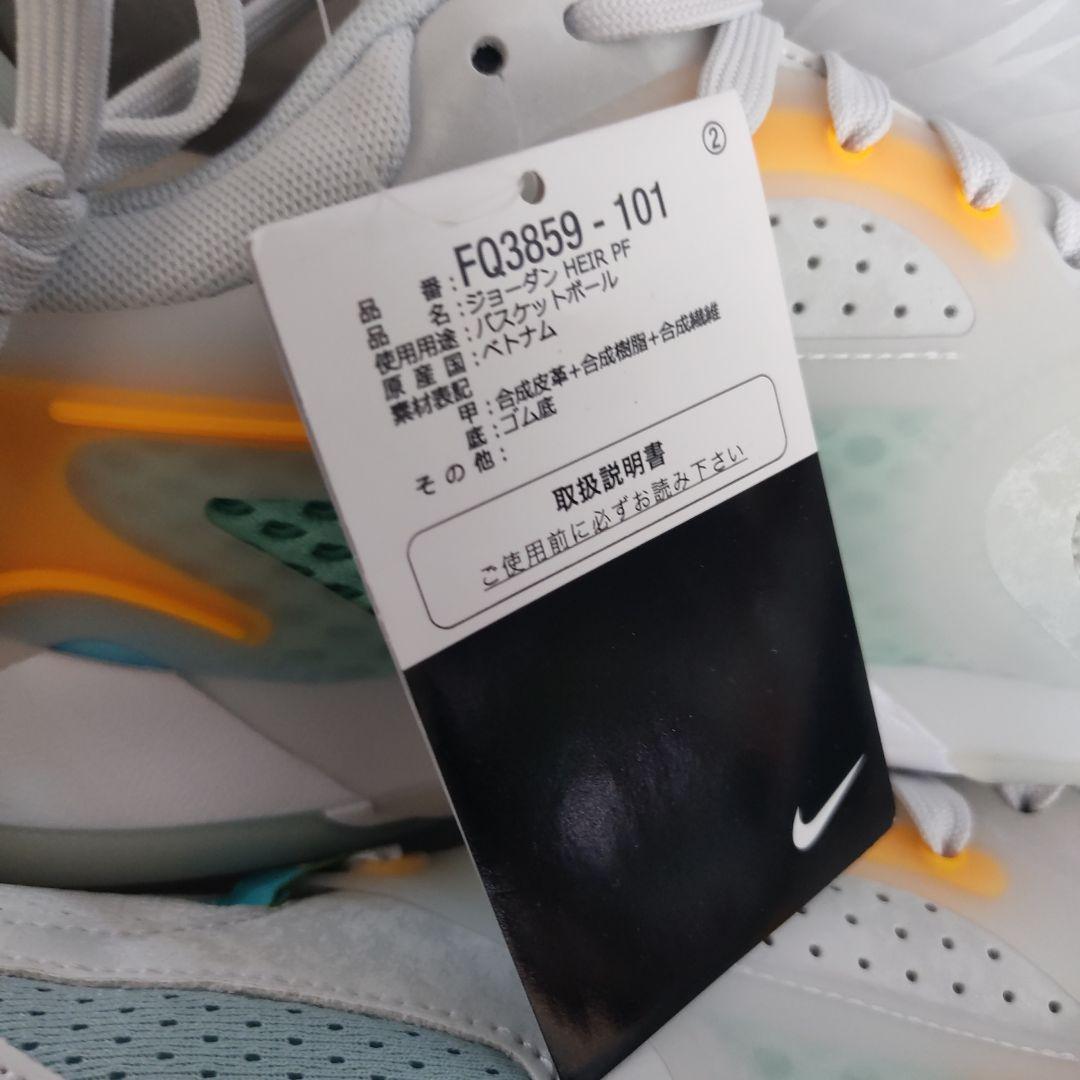 ②
品番:FQ3859-101
品名:ジョーダン HEIR PF
使用用途:バスケットボール
原産国:ベトナム
素材表記
甲:合成皮革+合成樹脂+合成繊維
底:ゴム底
その他:
取扱説明書
ご使用前に必ずお読み下さい